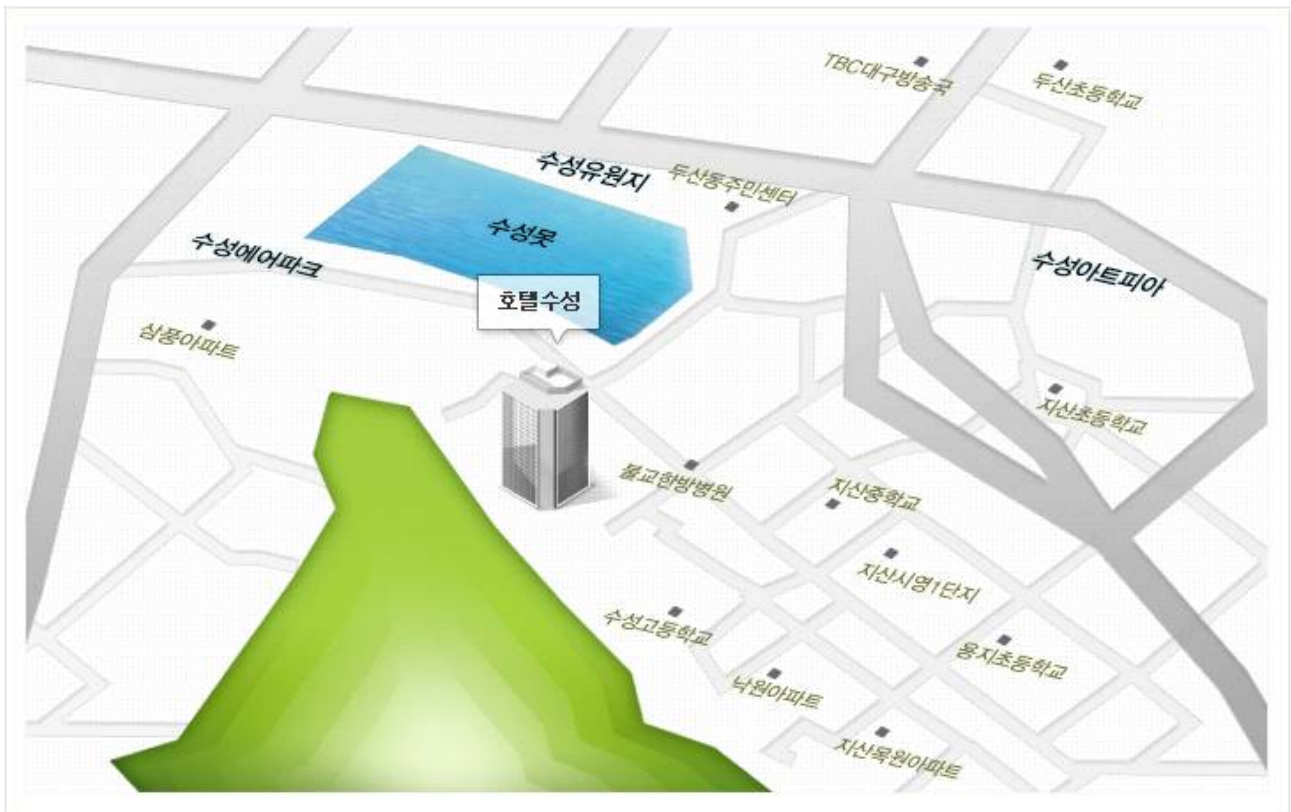 TBC대구방송국
두산초등학교
수성유원지
두산동주민센터
수성못
수성에어파크
수성아트피아
호텔수성
삼풍아파트
지산초등학교
불교한방병원
지산중학교
지산시영1단지
수성고등학교
용지초등학교
낙원아파트
지산목원아파트